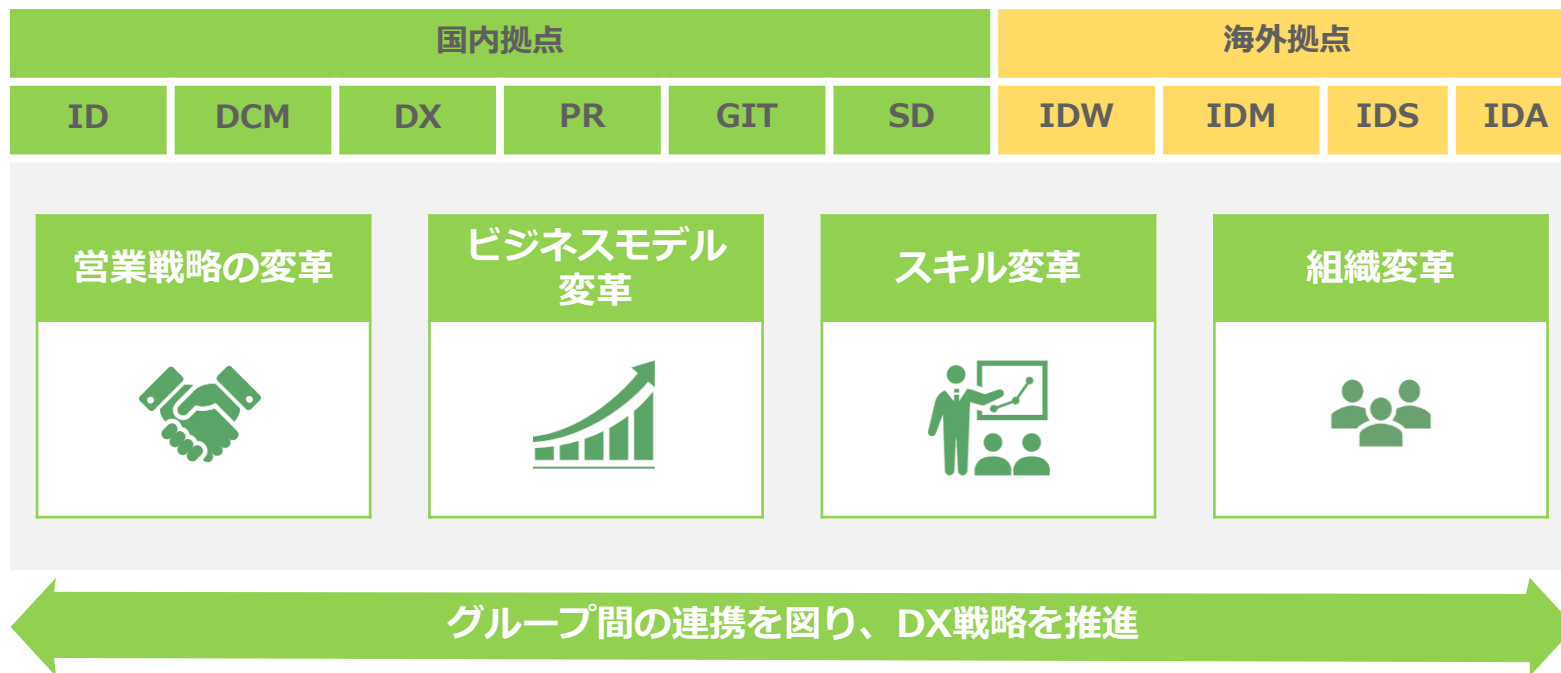 国内拠点
海外拠点
ID
DCM
DX
PR
GIT
SD
IDW
IDM
IDS
IDA
営業戦略の変革
ビジネスモデル
変革
スキル変革
組織変革
グループ間の連携を図り、DX戦略を推進